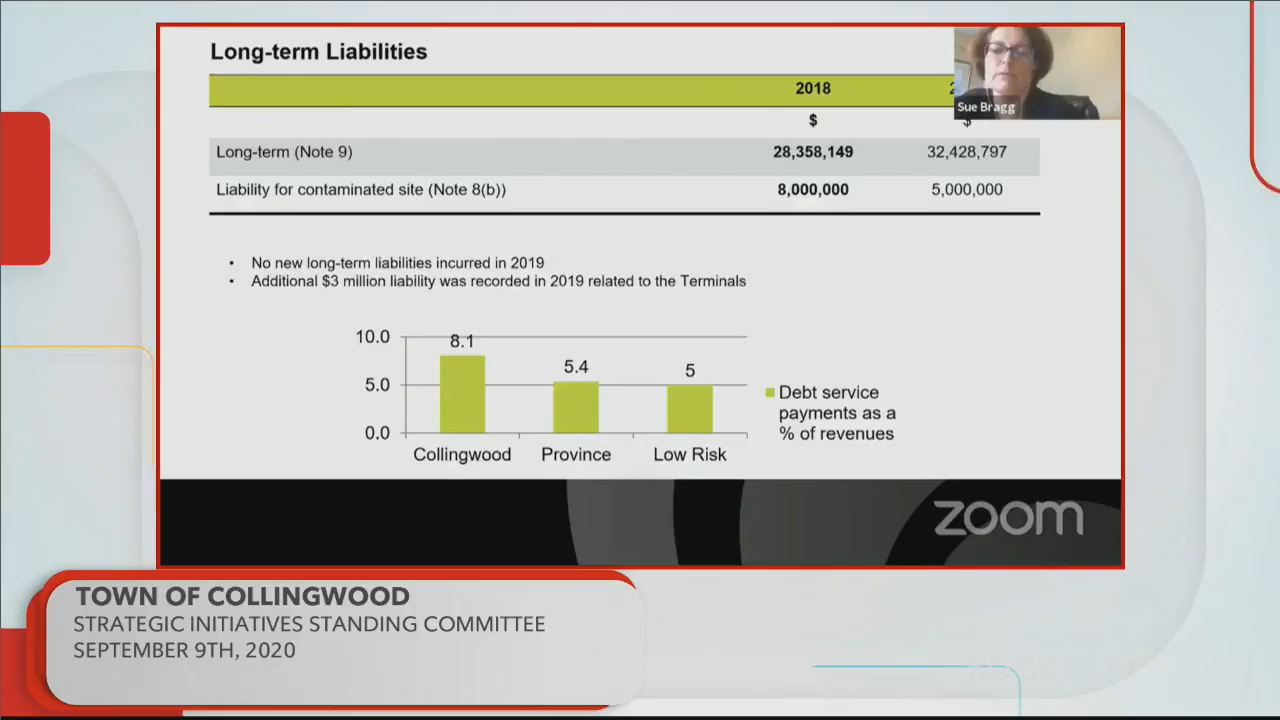 Long-term Liabilities
2018
2
Sue Bragg
$ $
Long-term (Note 9) 28,358,149 32,428,797
Liability for contaminated site (Note 8(b)) 8,000,000 5,000,000
• No new long-term liabilities incurred in 2019
• Additional $3 million liability was recorded in 2019 related to the Terminals
10.0
5.0
0.0
8.1
5.4
5
Collingwood Province Low Risk
Debt service
payments as a
% of revenues
zoom
TOWN OF COLLINGWOOD
STRATEGIC INITIATIVES STANDING COMMITTEE
SEPTEMBER 9TH, 2020